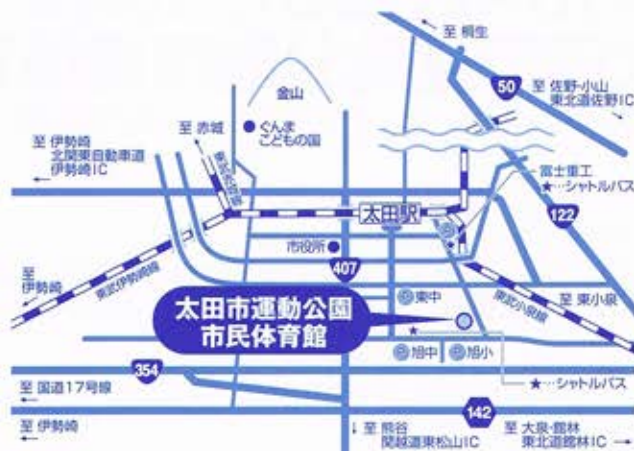 至 桐生
50
至 佐野・小山
東北道佐野IC
金山
至 赤城
ぐんま
こどもの国
至 伊勢崎
北関東自動車道
伊勢崎IC
富士重工
★…シャトルバス
太田駅
122
市役所
407
至
伊勢崎
東武伊勢崎線
東中
東武小泉線
至 東小泉
太田市運動公園
市民体育館
★
旭中
旭小
354
至 国道17号線
★…シャトルバス
142
至 伊勢崎
至 熊谷
関越道東松山IC
至 大泉・館林
東北道館林IC